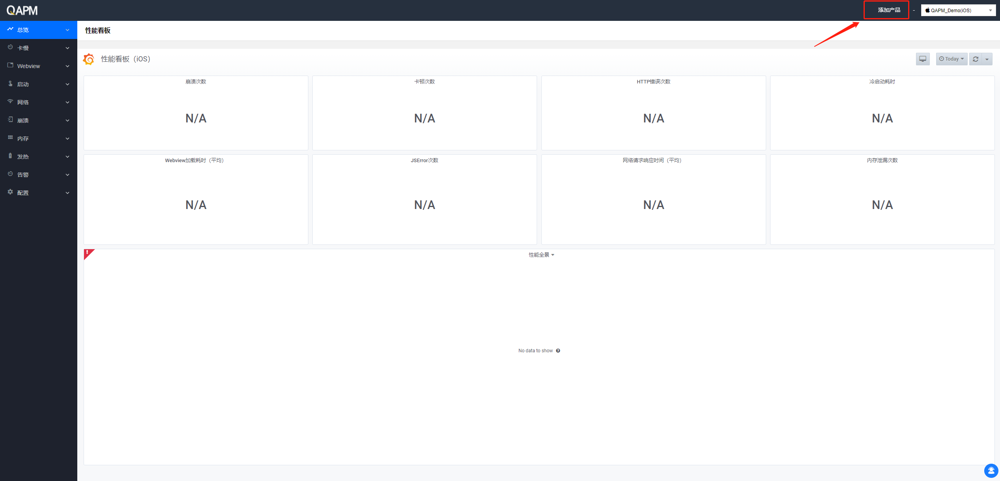 QAPM
添加产品
-
QAPM_Demo(iOS)
总览
卡慢
Webview
启动
网络
崩溃
内存
发热
告警
配置
性能看板
性能看板（iOS）
Today
崩溃次数
N/A
卡顿次数
N/A
HTTP错误次数
N/A
冷启动耗时
N/A
Webview加载耗时（平均）
N/A
JSError次数
N/A
网络请求响应时间（平均）
N/A
内存泄漏次数
N/A
!
性能全景
No data to show